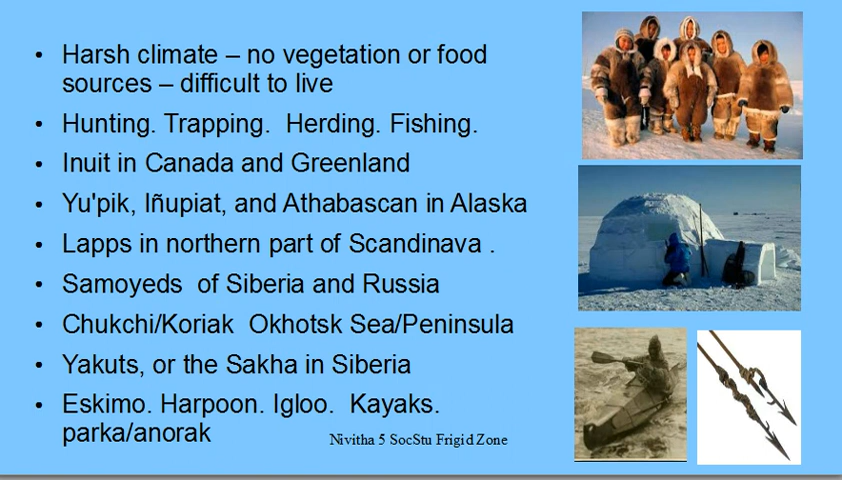 • Harsh climate – no vegetation or food
sources – difficult to live
• Hunting. Trapping.  Herding. Fishing.
• Inuit in Canada and Greenland
• Yu'pik, Iñupiat, and Athabascan in Alaska
• Lapps in northern part of Scandinava .
• Samoyeds  of Siberia and Russia
• Chukchi/Koriak  Okhotsk Sea/Peninsula
• Yakuts, or the Sakha in Siberia
• Eskimo. Harpoon. Igloo.  Kayaks.
parka/anorak
Nivitha 5 SocStu Frigid Zone